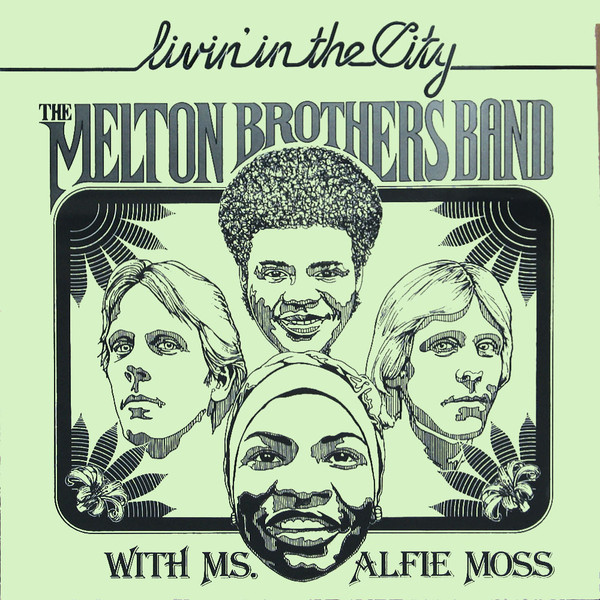 livin' in the City
THE MELTON BROTHERS BAND
WITH MS. ALFIE MOSS